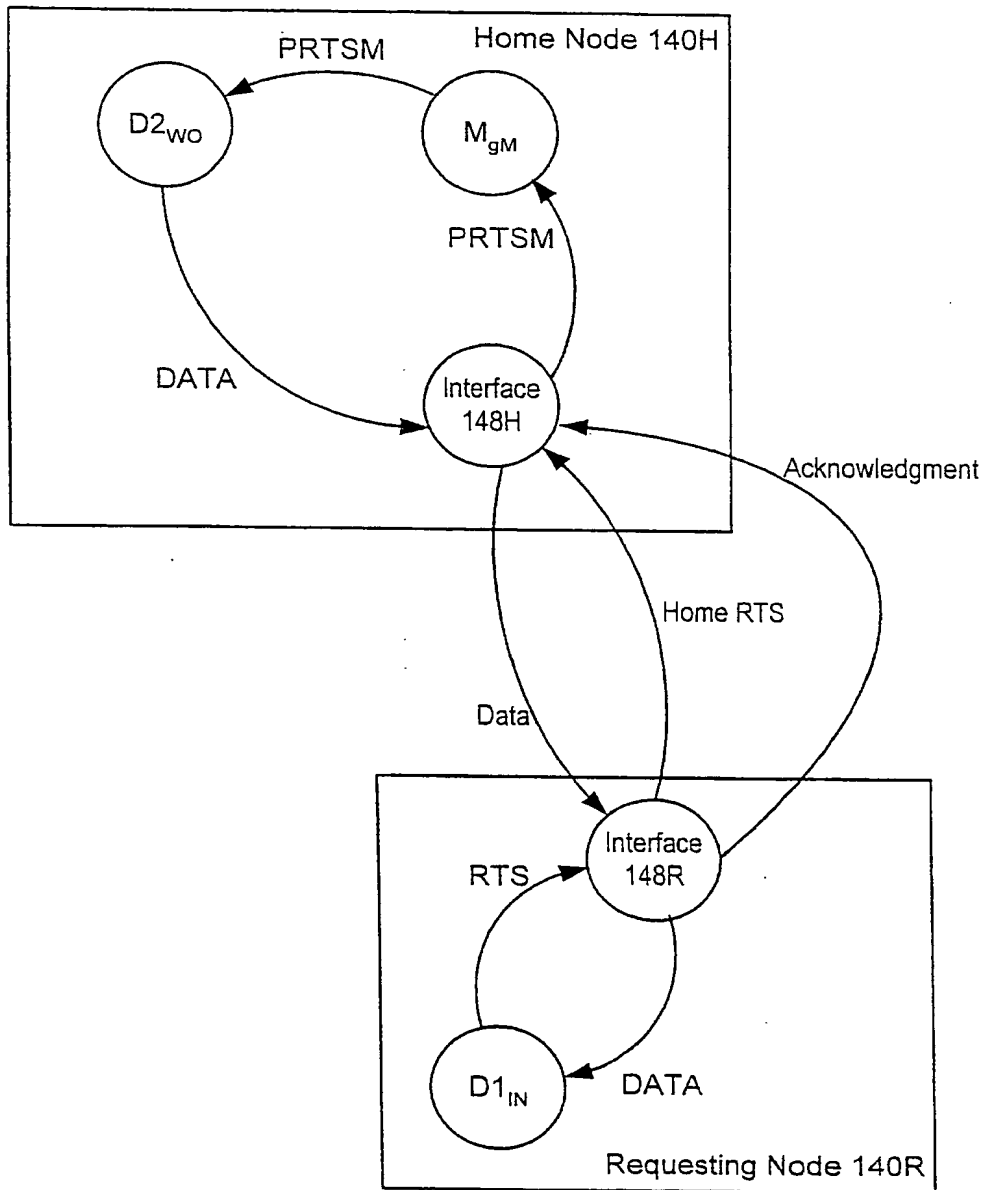 Home Node 140H
PRTSM
D2WO
MgM
PRTSM
DATA
Interface
148H
Acknowledgment
Home RTS
Data
Interface
148R
RTS
D1IN
DATA
Requesting Node 140R